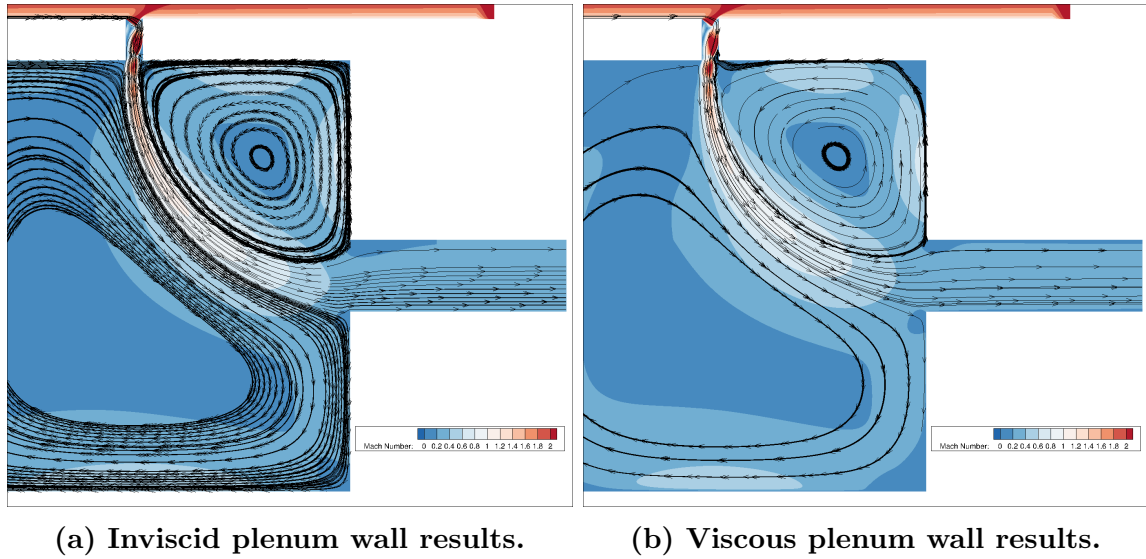 Mach Number: 0 0.2 0.4 0.6 0.8 1 1.2 1.4 1.6 1.8 2
Mach Number: 0 0.2 0.4 0.6 0.8 1 1.2 1.4 1.6 1.8 2
(a) Inviscid plenum wall results.
(b) Viscous plenum wall results.